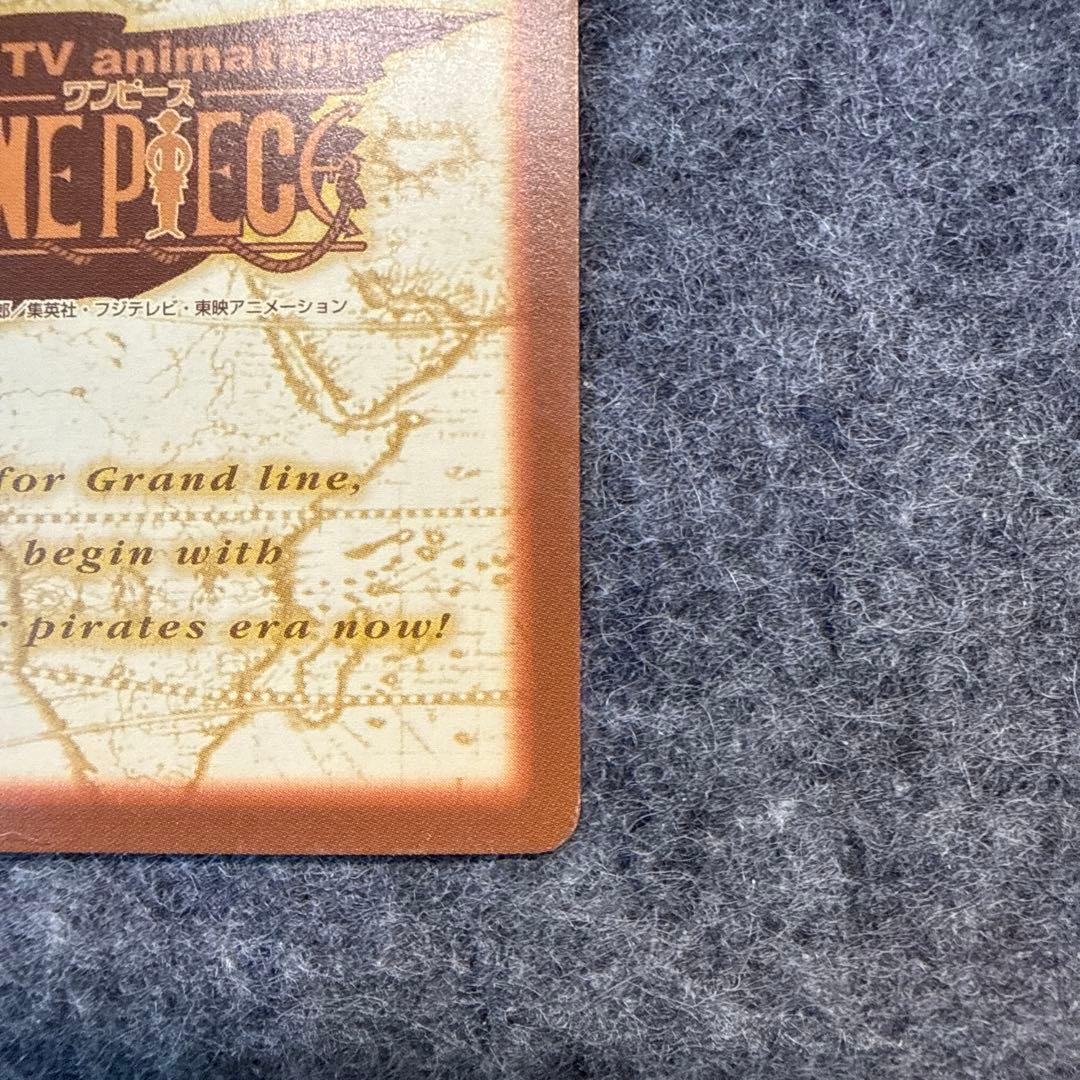 TV animation
ワンピース
NE PIECE
郎／集英社・フジテレビ・東映アニメーション
for Grand line,
begin with
pirates era now!